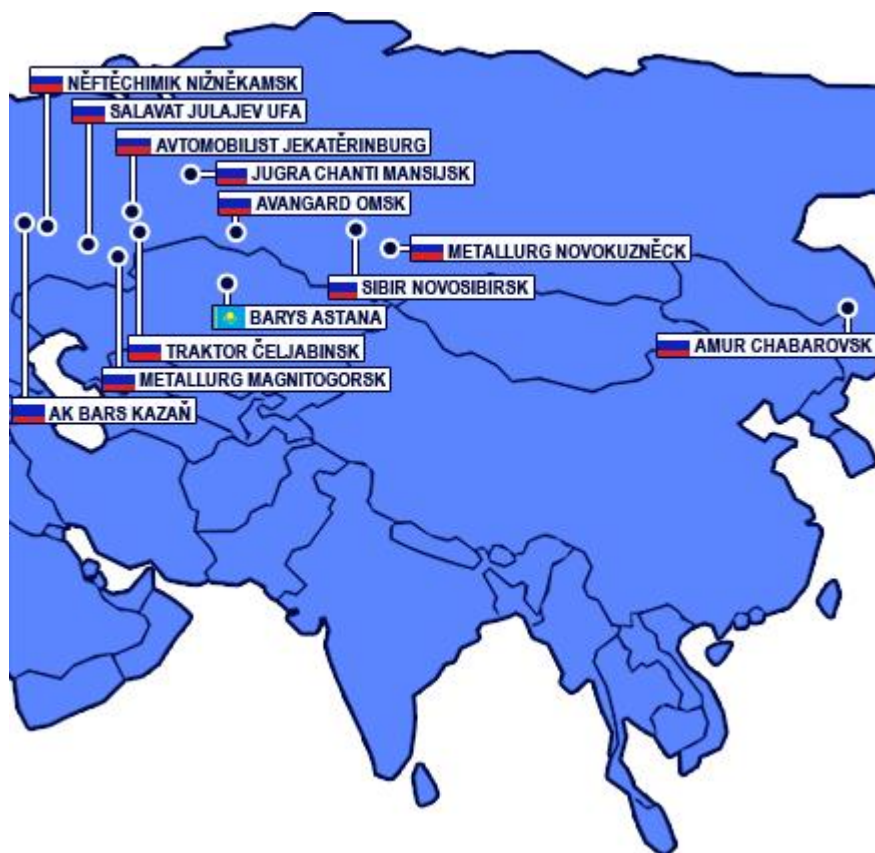 NĚFTĚCHIMIK NIŽNĚKAMSK
SALAVAT JULAJEV UFA
AVTOMOBILIST JEKATĚRINBURG
JUGRA CHANTI MANSIJSK
AVANGARD OMSK
METALLURG NOVOKUZNĚCK
SIBIR NOVOSIBIRSK
BARYS ASTANA
AMUR CHABAROVSK
TRAKTOR ČELJABINSK
METALLURG MAGNITOGORSK
AK BARS KAZAŇ